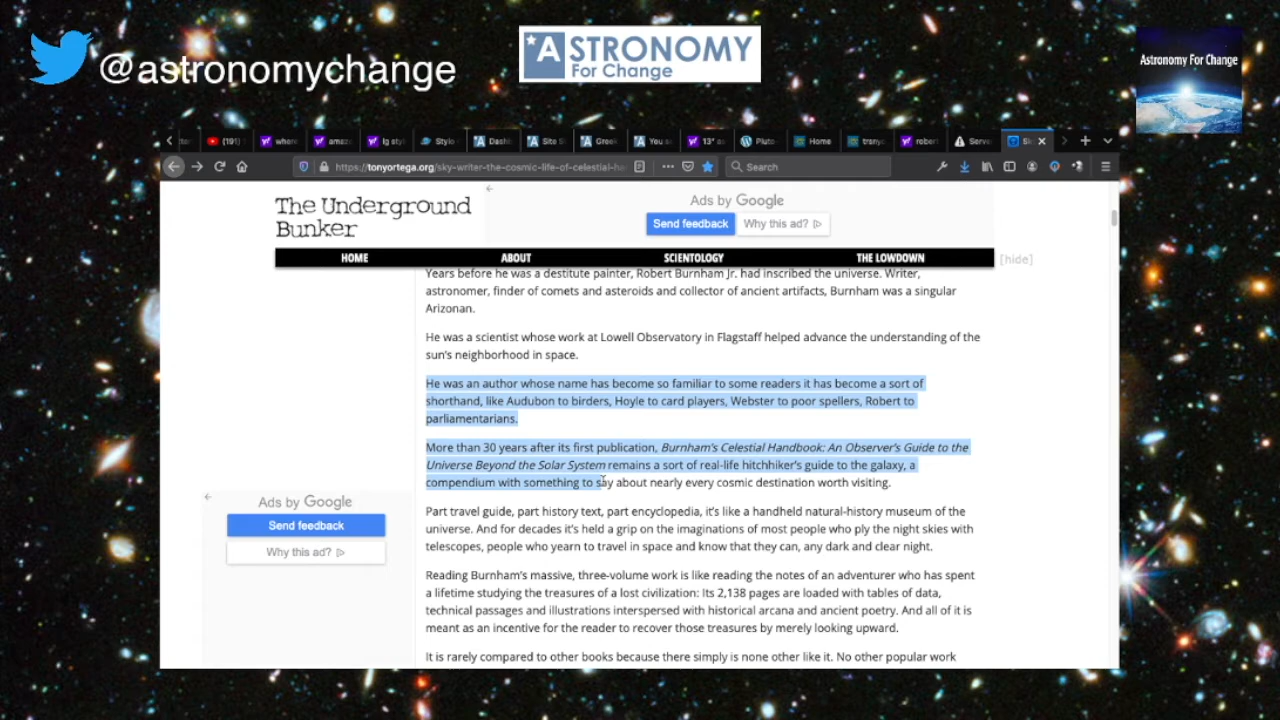 @astronomychange
ASTRONOMY
For Change
Astronomy For Change
(191)
where
amaz
Ig sty
Stylo
Dash
Site S
Greek
You a
13"
Pluto
Home
trany
robert
Serve
https://tonyortega.org/sky-writer-the-cosmic-life-of-celestial-ha
Search
The Underground
Bunker
Ads by Google
Send feedback
Why this ad?
HOME
ABOUT
SCIENTOLOGY
THE LOWDOWN
[hide]
Years before he was a destitute painter, Robert Burnham Jr. had inscribed the universe. Writer,
astronomer, finder of comets and asteroids and collector of ancient artifacts, Burnham was a singular
Arizonan.
He was a scientist whose work at Lowell Observatory in Flagstaff helped advance the understanding of the
sun's neighborhood in space.
He was an author whose name has become so familiar to some readers it has become a sort of
shorthand, like Audubon to birders, Hoyle to card players, Webster to poor spellers, Robert to
parliamentarians.
More than 30 years after its first publication, Burnham's Celestial Handbook: An Observer's Guide to the
Universe Beyond the Solar System remains a sort of real-life hitchhiker's guide to the galaxy, a
compendium with something to say about nearly every cosmic destination worth visiting.
Ads by Google
Send feedback
Why this ad?
Part travel guide, part history text, part encyclopedia, it's like a handheld natural-history museum of the
universe. And for decades it's held a grip on the imaginations of most people who ply the night skies with
telescopes, people who yearn to travel in space and know that they can, any dark and clear night.
Reading Burnham's massive, three-volume work is like reading the notes of an adventurer who has spent
a lifetime studying the treasures of a lost civilization: Its 2,138 pages are loaded with tables of data,
technical passages and illustrations interspersed with historical arcana and ancient poetry. And all of it is
meant as an incentive for the reader to recover those treasures by merely looking upward.
It is rarely compared to other books because there simply is none other like it. No other popular work